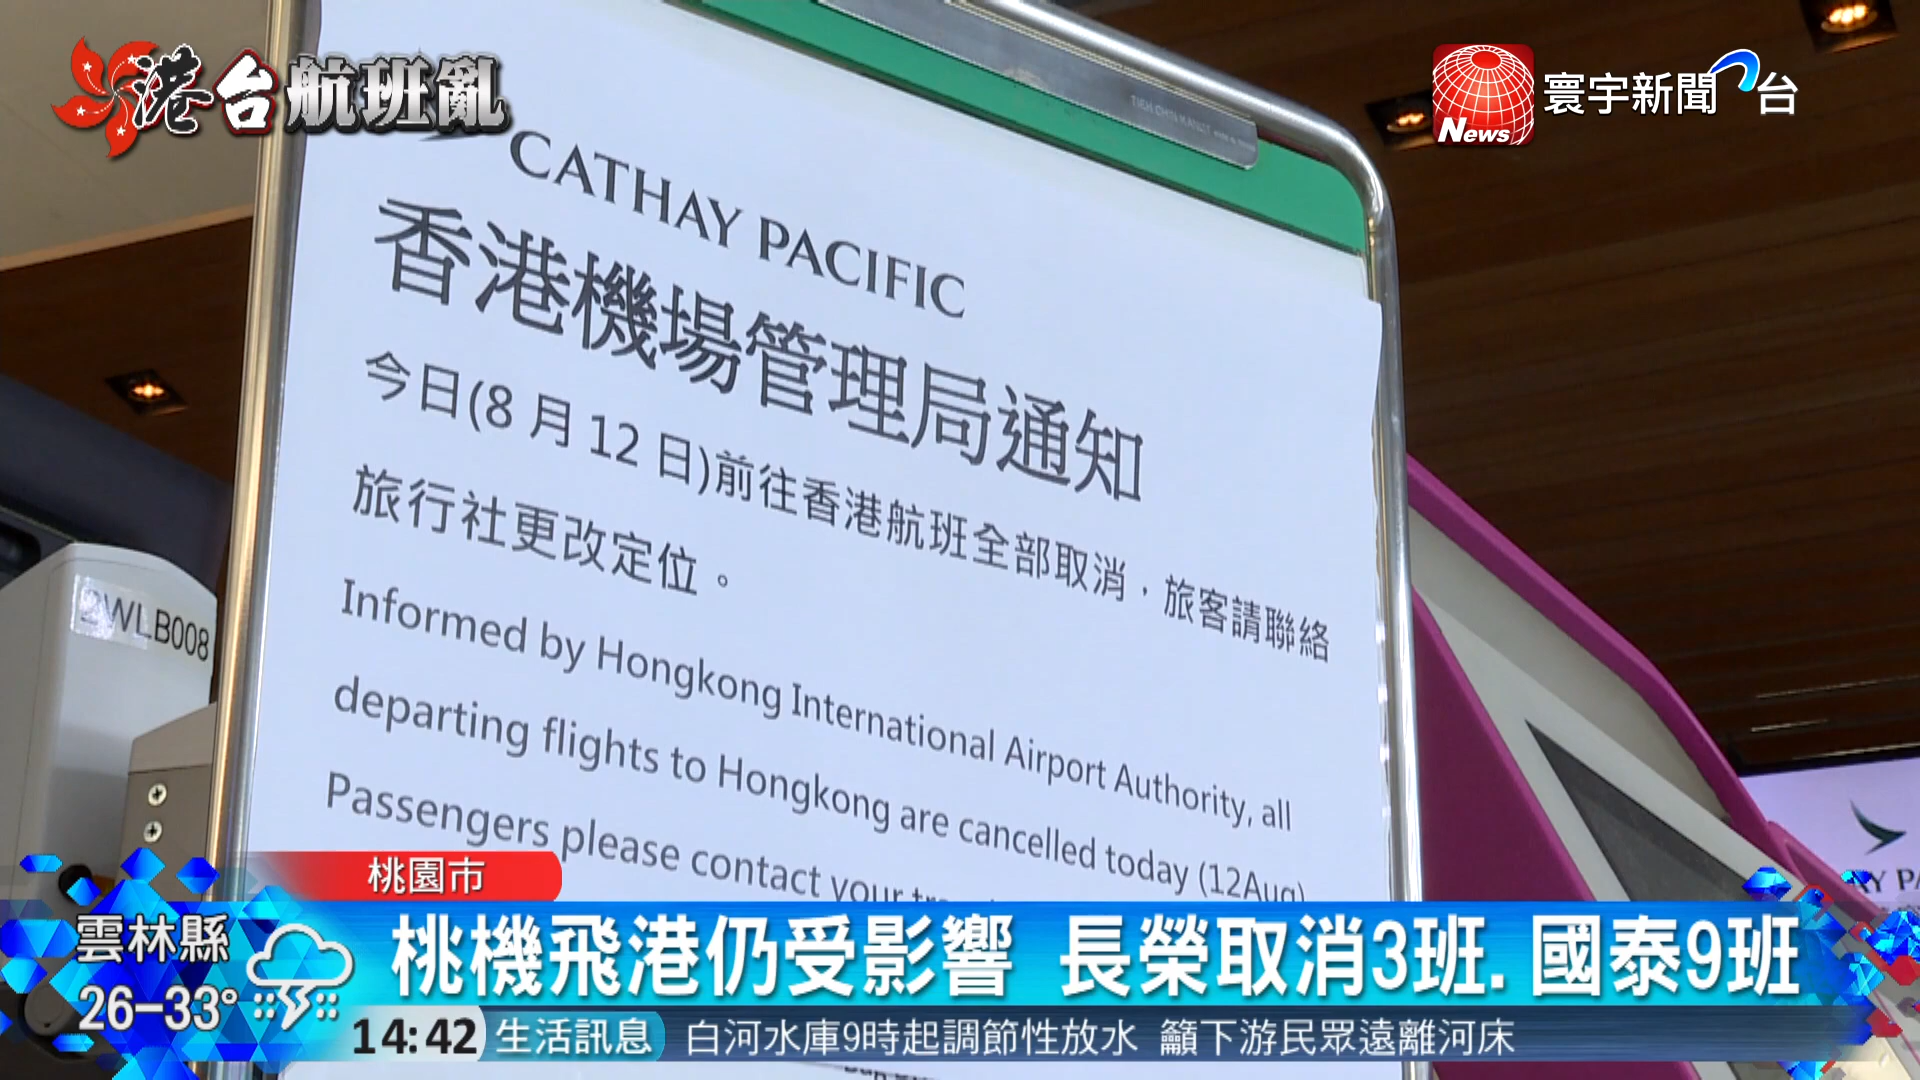 港台航班亂
News 寰宇新聞台
CATHAY PACIFIC
香港機場管理局通知
今日(8 月 12 日)前往香港航班全部取消，旅客請聯絡
旅行社更改定位。
Informed by Hongkong International Airport Authority, all
departing flights to Hongkong are cancelled today (12Aug)
Passengers please contact your
2WLB008
AY PA
桃園市
桃機飛港仍受影響 長榮取消3班.國泰9班
雲林縣
26-33°
14:42 生活訊息 白河水庫9時起調節性放水 籲下游民眾遠離河床